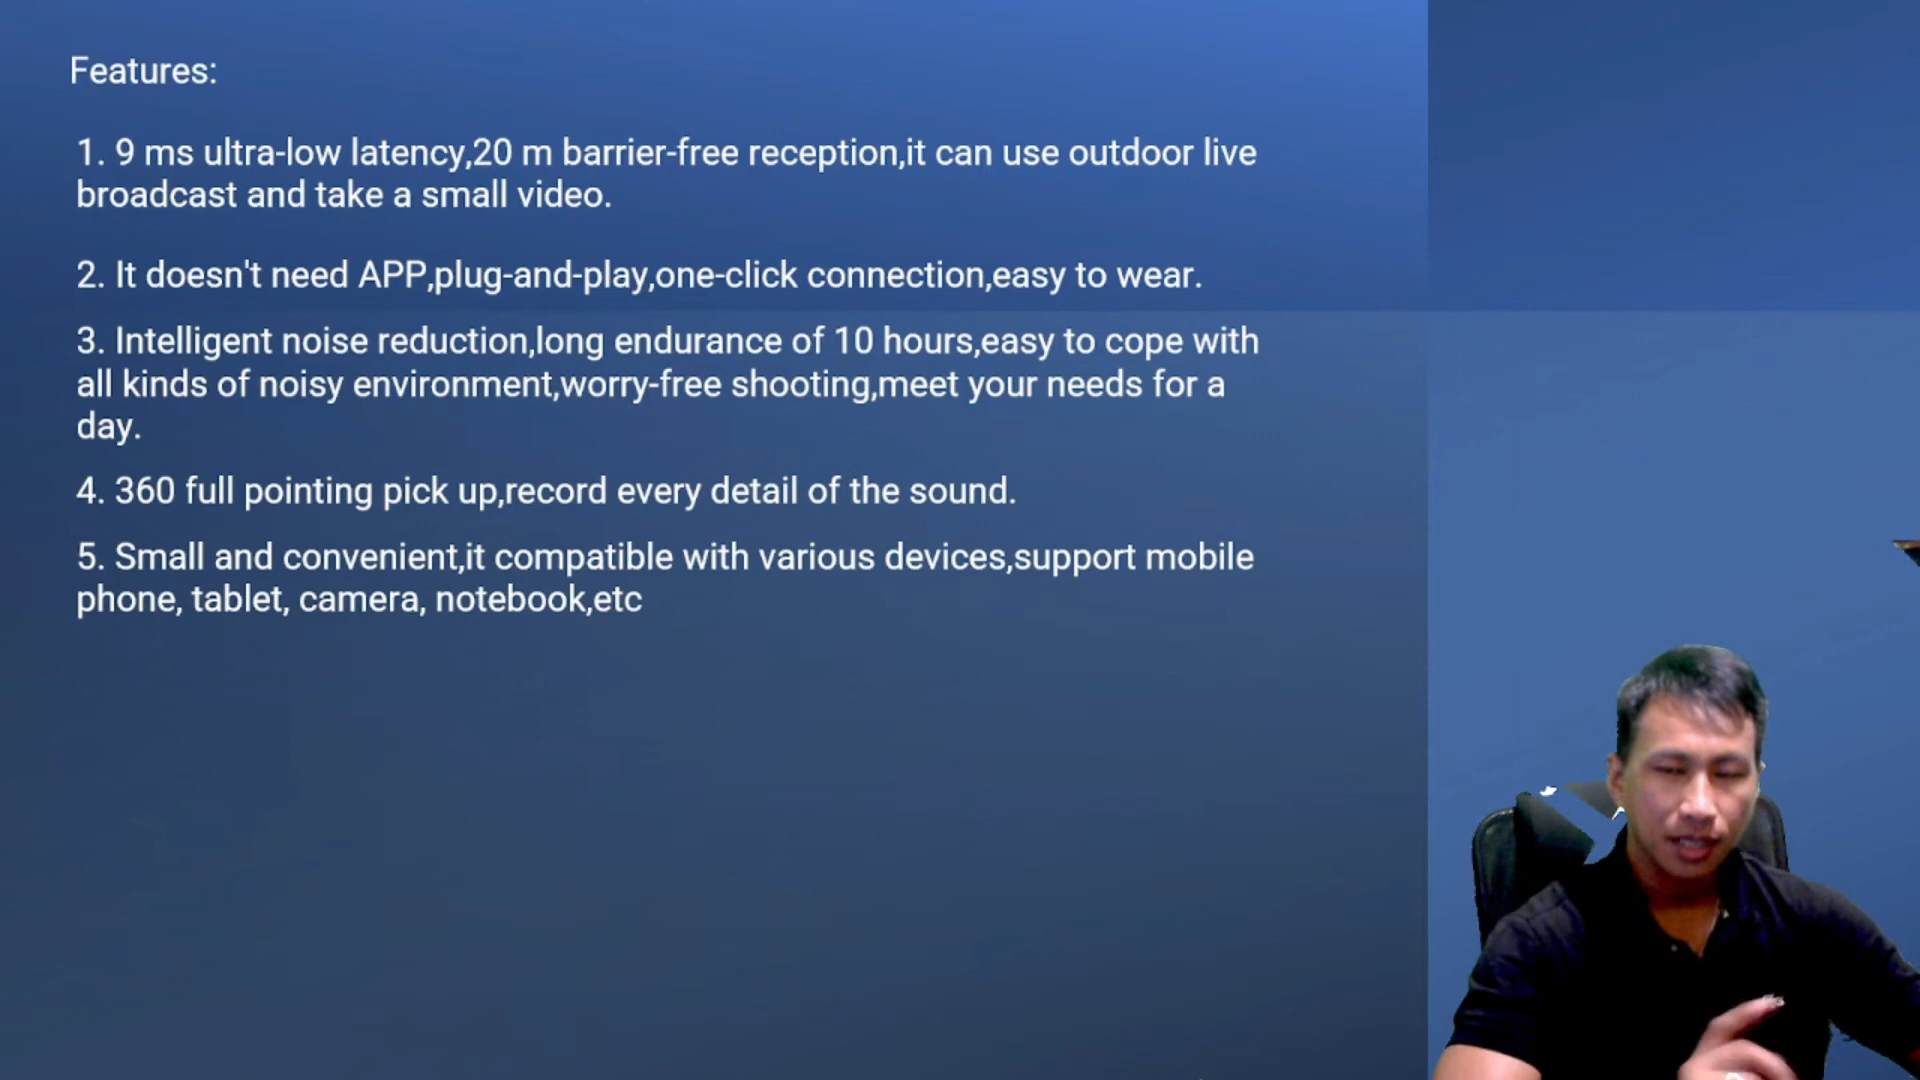 Features:
1. 9 ms ultra-low latency,20 m barrier-free reception,it can use outdoor live
broadcast and take a small video.
2. It doesn't need APP,plug-and-play,one-click connection,easy to wear.
3. Intelligent noise reduction,long endurance of 10 hours,easy to cope with
all kinds of noisy environment,worry-free shooting,meet your needs for a
day.
4. 360 full pointing pick up,record every detail of the sound.
5. Small and convenient,it compatible with various devices,support mobile
phone, tablet, camera, notebook,etc